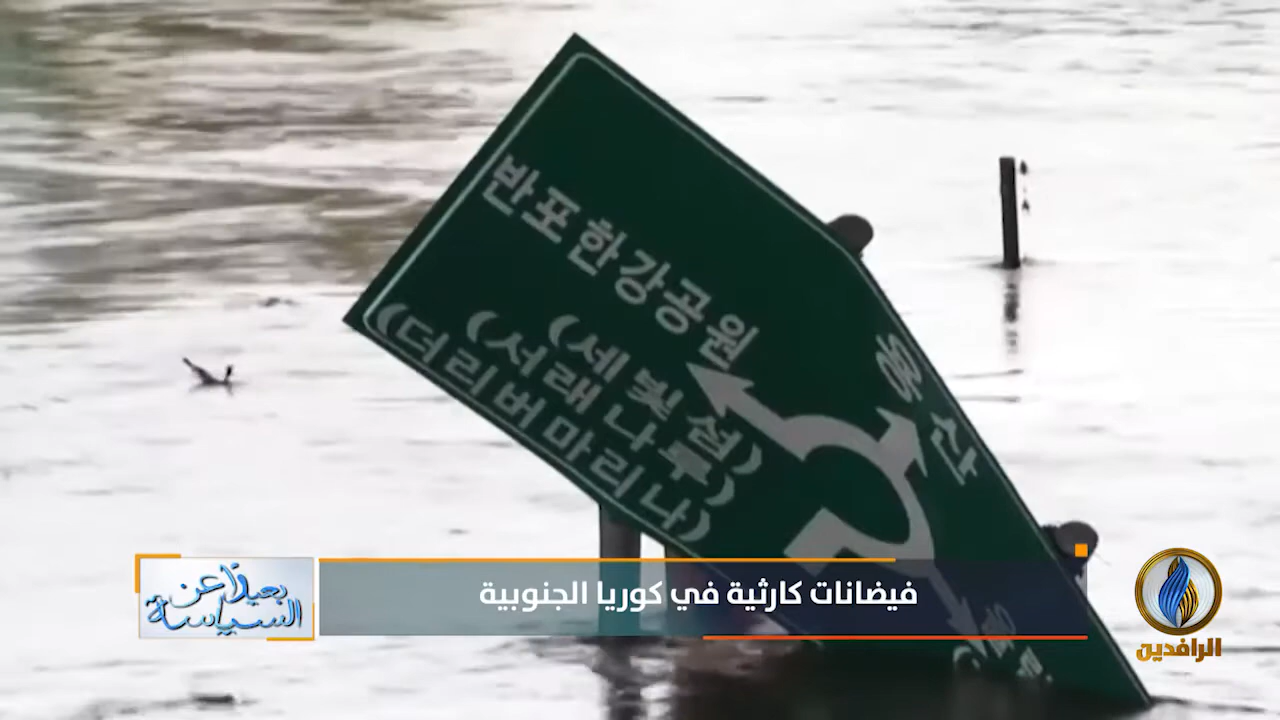 반포한강공원
(세빛섬)
(서래나루)
(더리버마리나)
용산
فيضانات كارثية في كوريا الجنوبية
بعيدًا عن
السياسة
الرافدين